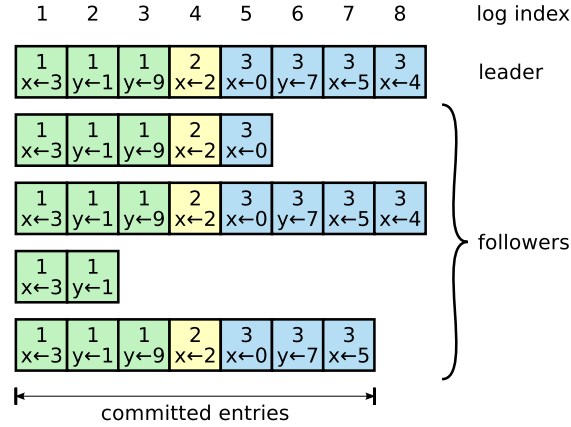 1 2 3 4 5 6 7 8 log index
1 1 1 2 3 3 3 3
x←3 y←1 y←9 x←2 x←0 y←7 x←5 x←4
leader
1 1 1 2 3
x←3 y←1 y←9 x←2 x←0
1 1 1 2 3 3 3 3
x←3 y←1 y←9 x←2 x←0 y←7 x←5 x←4
followers
1 1
x←3 y←1
1 1 1 2 3 3 3
x←3 y←1 y←9 x←2 x←0 y←7 x←5
committed entries